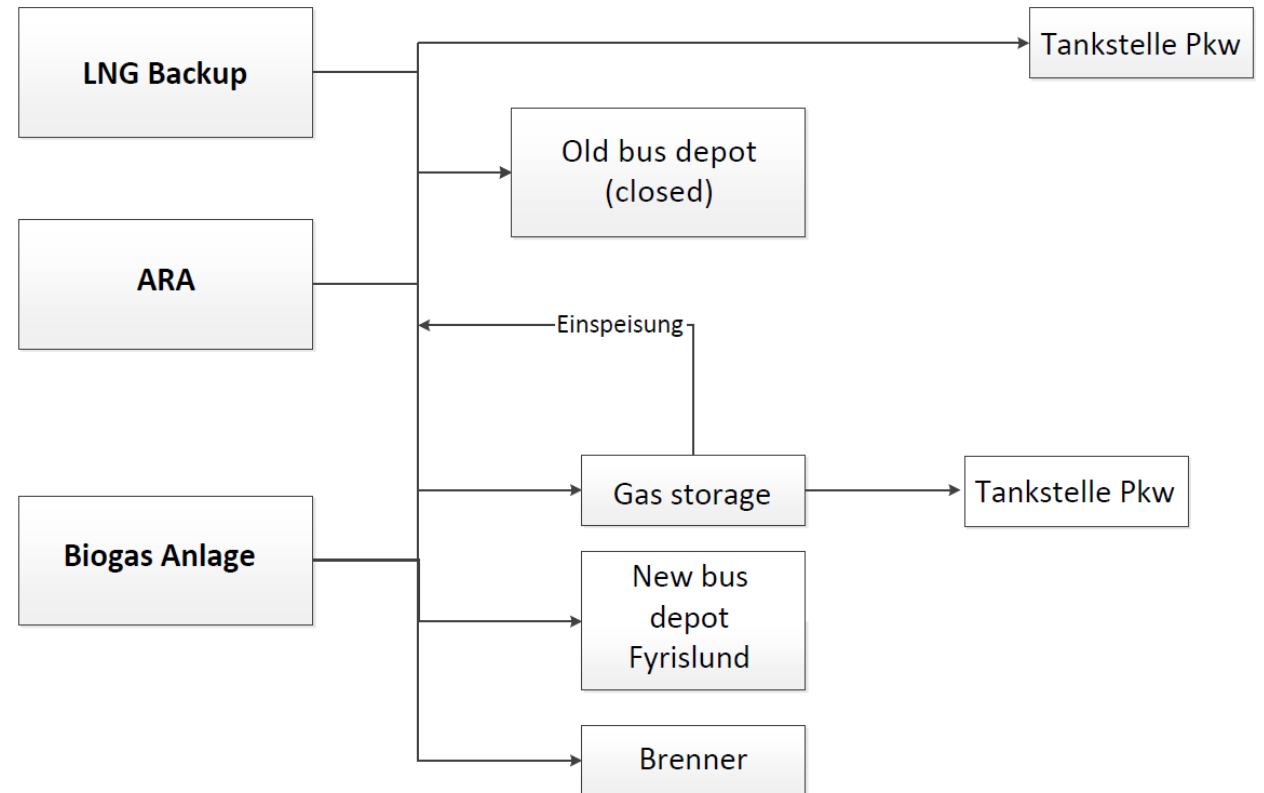 LNG Backup
Tankstelle Pkw
Old bus depot
(closed)
ARA
Einspeisung
Gas storage
Tankstelle Pkw
Biogas Anlage
New bus
depot
Fyrislund
Brenner